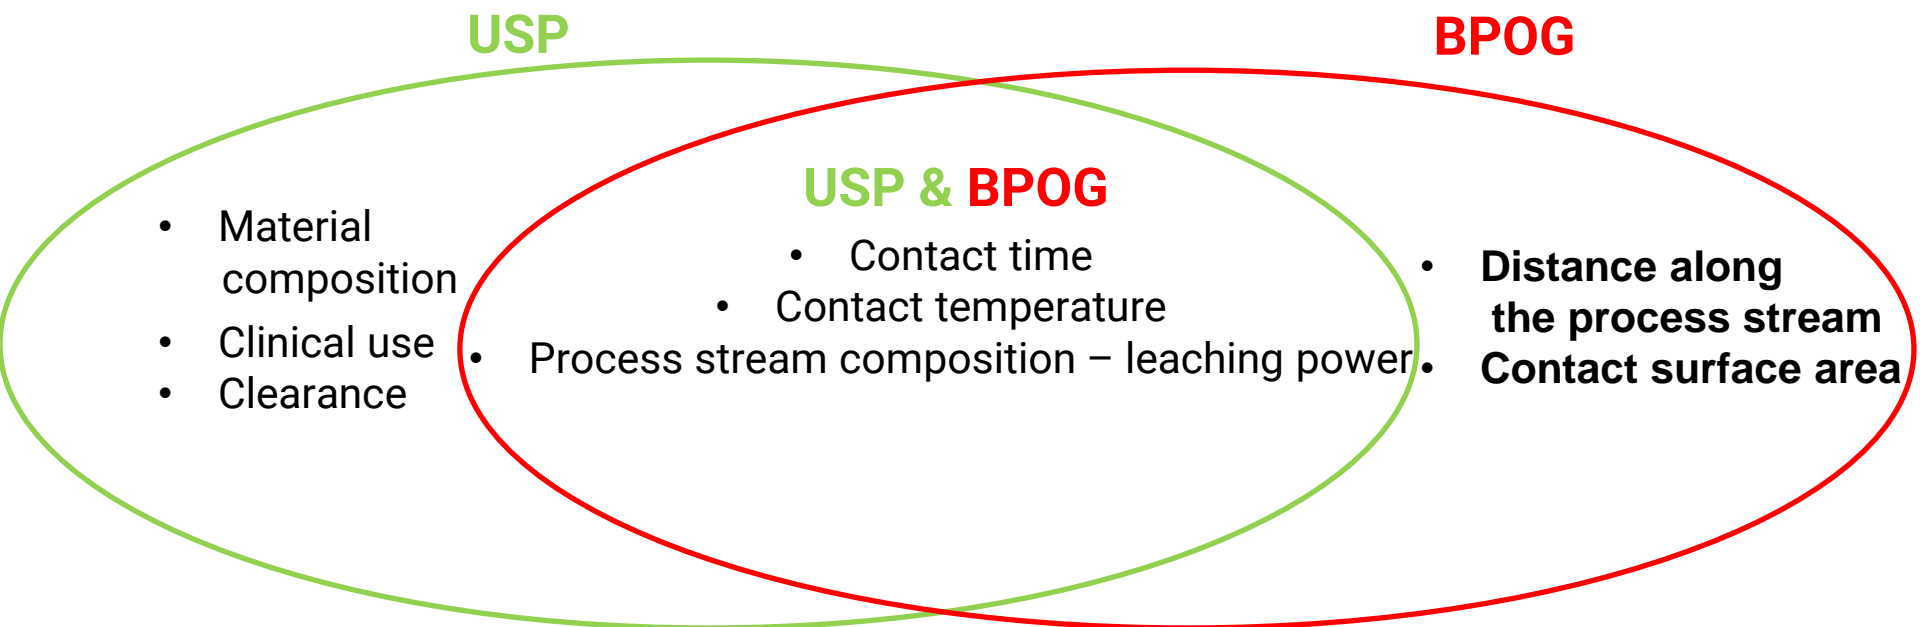 USP
BPOG
USP & BPOG
• Material
composition
• Clinical use
• Clearance
• Contact time
• Contact temperature
• Process stream composition – leaching power
• Distance along
the process stream
• Contact surface area